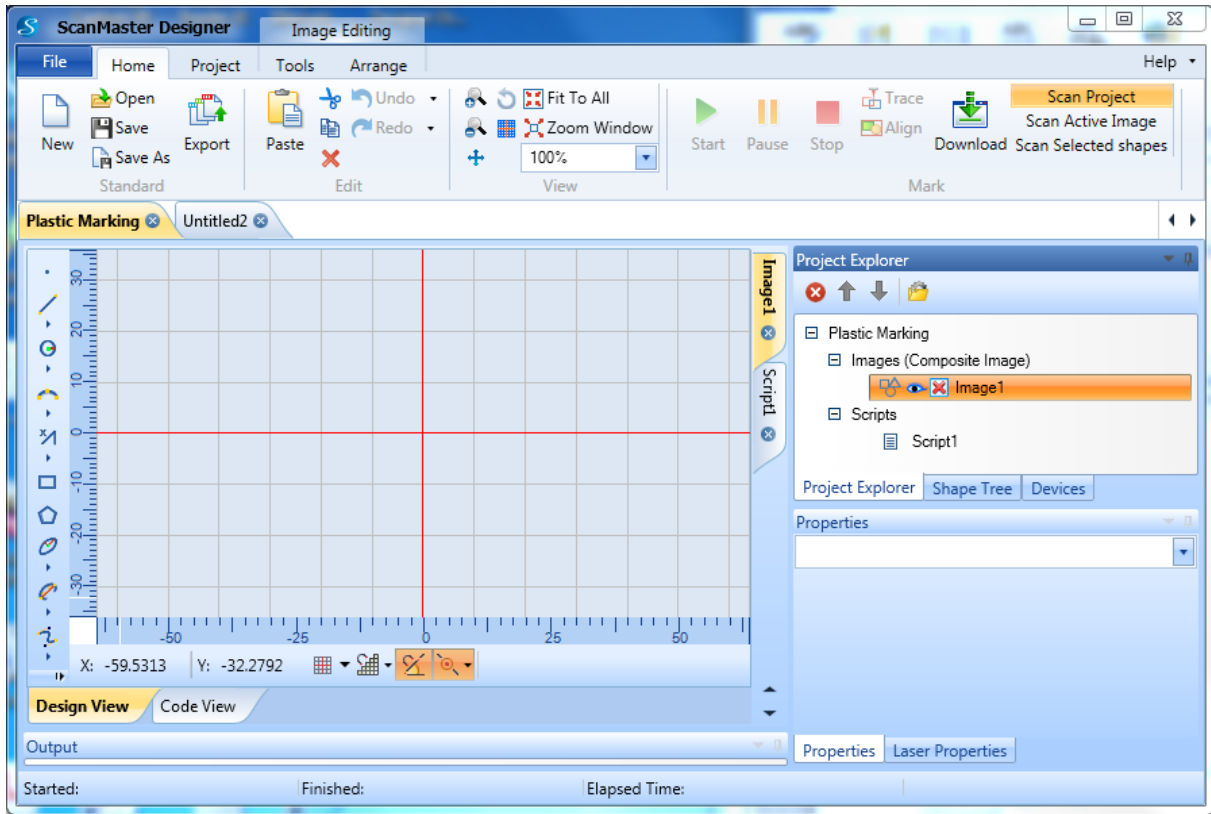 ScanMaster Designer Image Editing
File Home Project Tools Arrange Help
New
Open
Save
Save As
Export
Standard
Paste
Undo
Redo
Edit
Fit To All
Zoom Window
100%
View
Start Pause Stop
Trace
Align
Download
Scan Project
Scan Active Image
Scan Selected shapes
Mark
Plastic Marking Untitled2
30
20
10
0
-10
-20
-30
-50 -25 0 25 50
X: -59.5313 Y: -32.2792
Design View Code View
Image1
Script1
Project Explorer
Plastic Marking
Images (Composite Image)
Image1
Scripts
Script1
Project Explorer Shape Tree Devices
Properties
Properties Laser Properties
Output
Started: Finished: Elapsed Time: